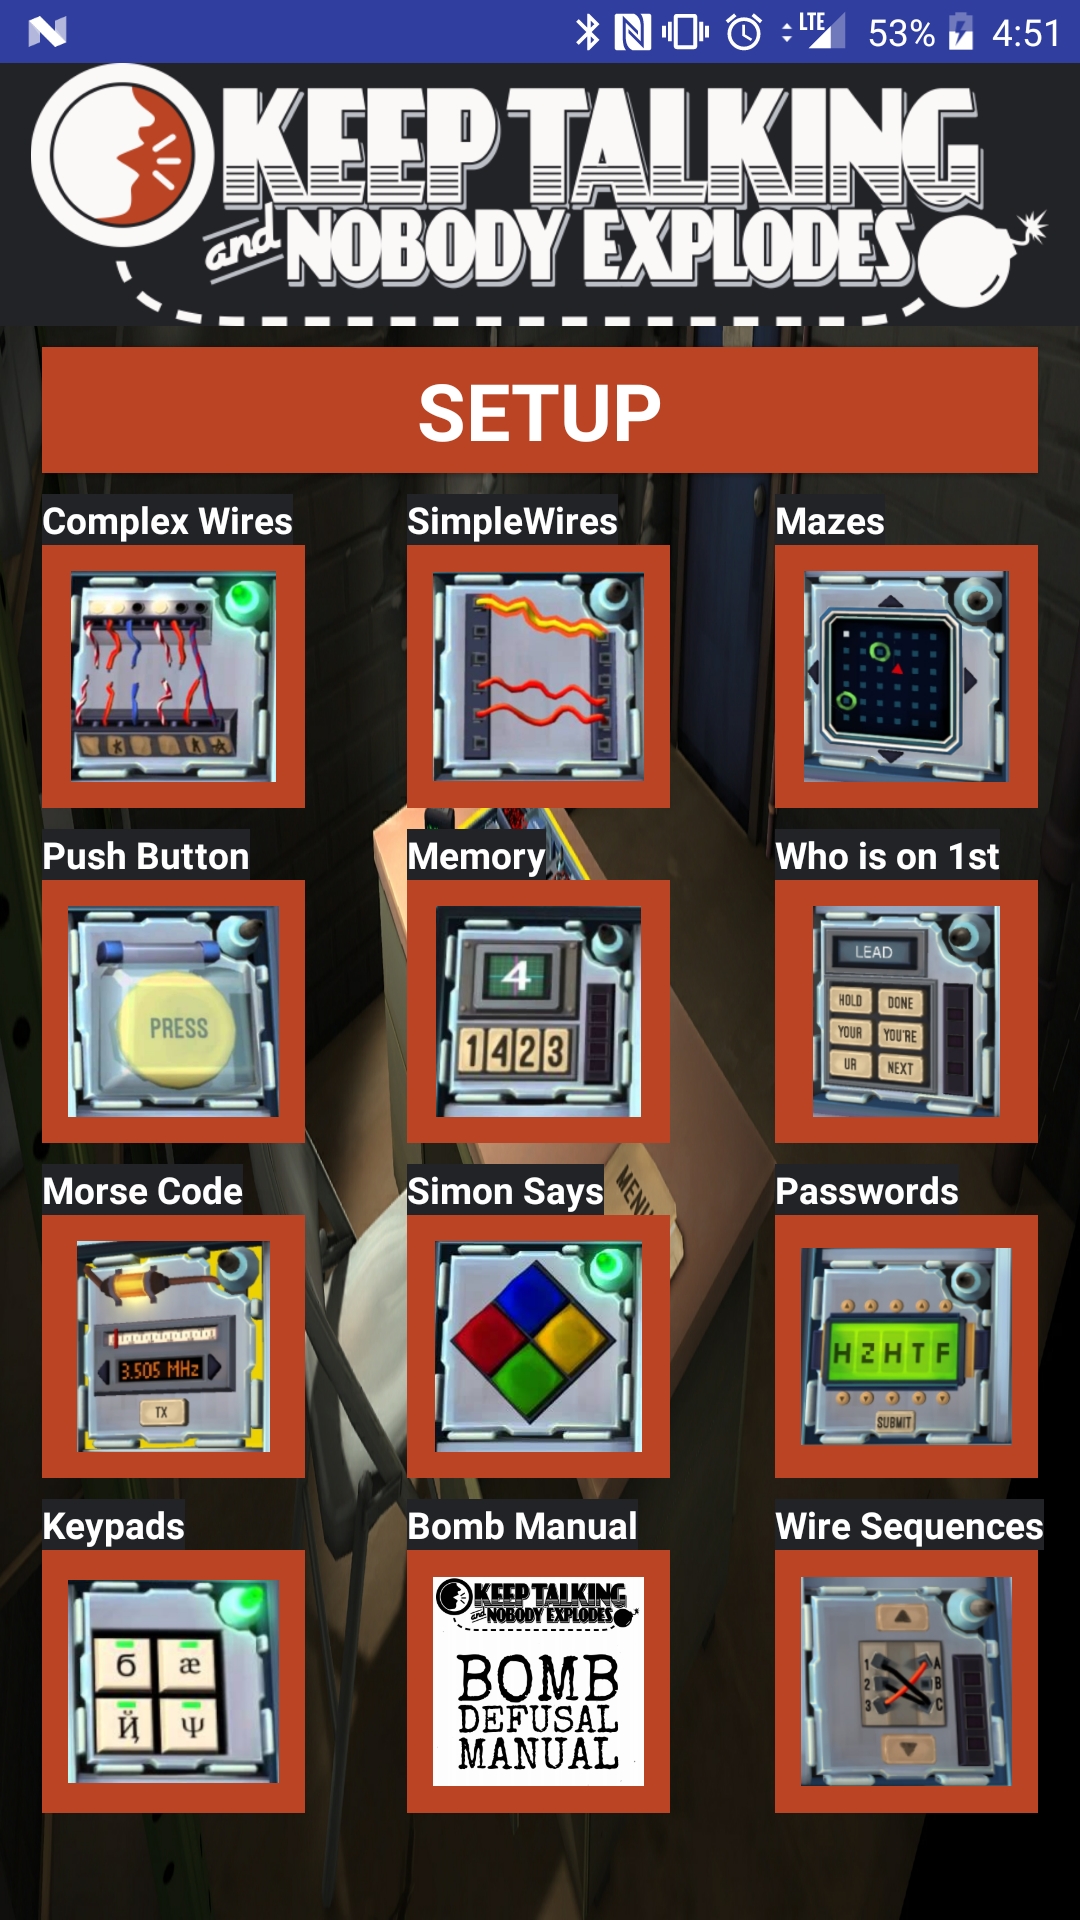 LTE 53% 4:51
KEEP TALKING
and NOBODY EXPLODES
SETUP
Complex Wires SimpleWires Mazes
Push Button Memory Who is on 1st
PRESS
4
1 4 2 3
LEAD
HOLD DONE
YOUR YOU'RE
UR NEXT
Morse Code Simon Says Passwords
3.505 MHz
TX
H Z H T F
SUBMIT
Keypads Bomb Manual Wire Sequences
б æ
Ҋ Ψ
KEEP TALKING
and NOBODY EXPLODES
BOMB
DEFUSAL
MANUAL
1 A
2 B
3 C